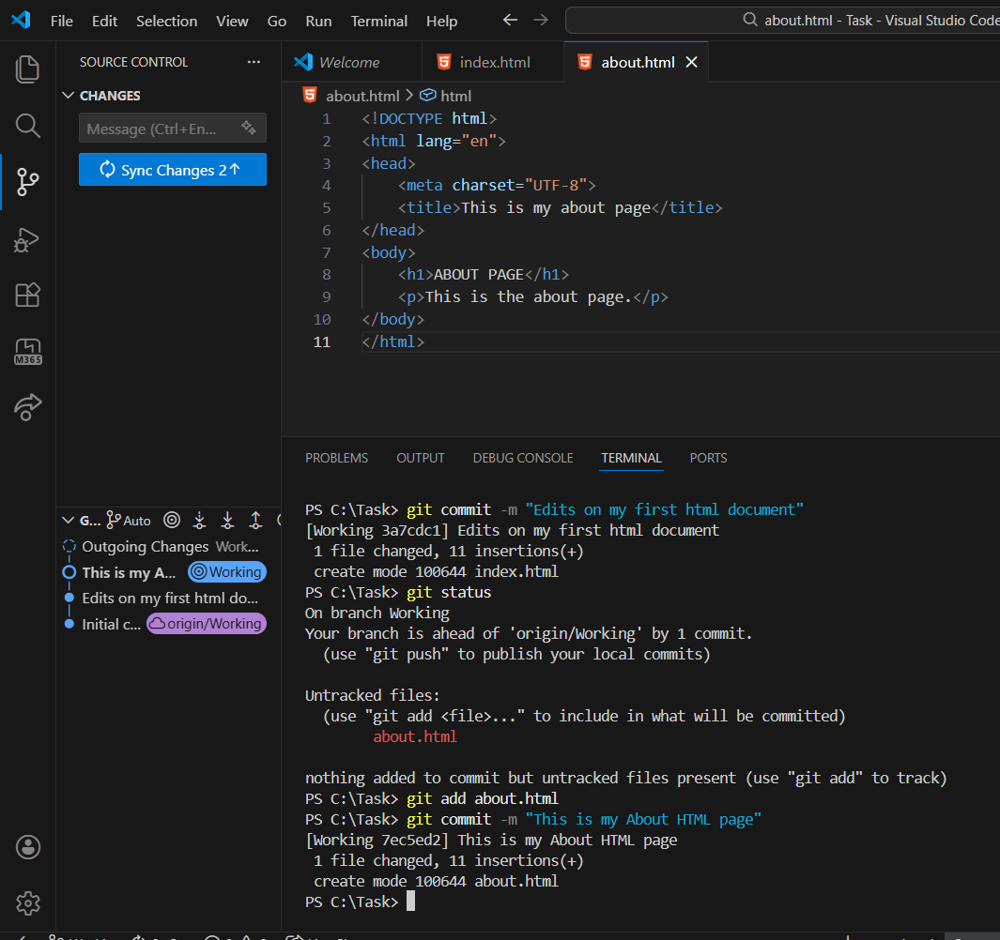 File Edit Selection View Go Run Terminal Help
about.html - Task - Visual Studio Code
SOURCE CONTROL
CHANGES
Message (Ctrl+En...
Sync Changes 2↑
Welcome
index.html
about.html
about.html > html
1 <!DOCTYPE html>
2 <html lang="en">
3 <head>
4 <meta charset="UTF-8">
5 <title>This is my about page</title>
6 </head>
7 <body>
8 <h1>ABOUT PAGE</h1>
9 <p>This is the about page.</p>
10 </body>
11 </html>
M365
G... Auto
Outgoing Changes Work...
This is my A... Working
Edits on my first html do...
Initial c... origin/Working
PROBLEMS OUTPUT DEBUG CONSOLE TERMINAL PORTS
PS C:\Task> git commit -m "Edits on my first html document"
[Working 3a7cdc1] Edits on my first html document
1 file changed, 11 insertions(+)
create mode 100644 index.html
PS C:\Task> git status
On branch Working
Your branch is ahead of 'origin/Working' by 1 commit.
(use "git push" to publish your local commits)
Untracked files:
(use "git add <file>..." to include in what will be committed)
about.html
nothing added to commit but untracked files present (use "git add" to track)
PS C:\Task> git add about.html
PS C:\Task> git commit -m "This is my About HTML page"
[Working 7ec5ed2] This is my About HTML page
1 file changed, 11 insertions(+)
create mode 100644 about.html
PS C:\Task>